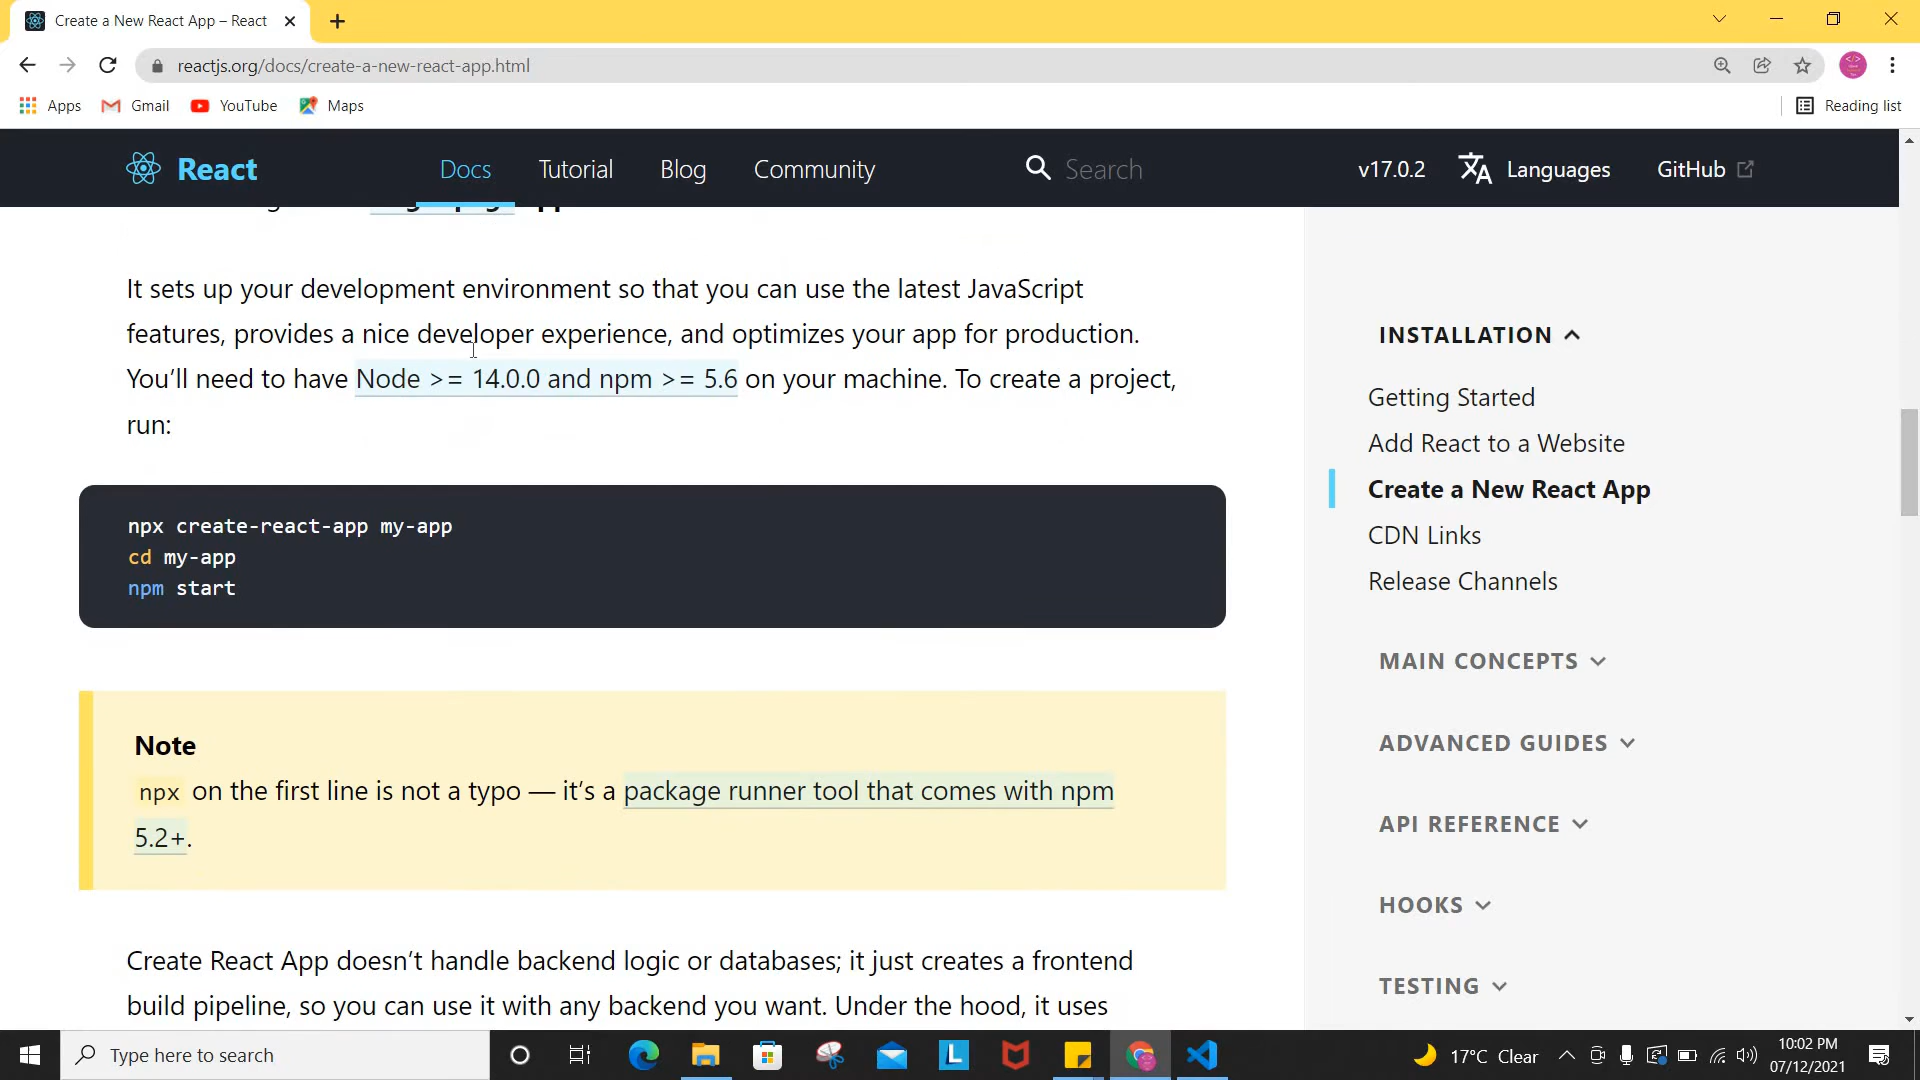 Create a New React App – React
reactjs.org/docs/create-a-new-react-app.html
Apps Gmail YouTube Maps Reading list
React Docs Tutorial Blog Community Search v17.0.2 Languages GitHub
It sets up your development environment so that you can use the latest JavaScript
features, provides a nice developer experience, and optimizes your app for production.
You’ll need to have Node >= 14.0.0 and npm >= 5.6 on your machine. To create a project,
run:
npx create-react-app my-app
cd my-app
npm start
Note
npx on the first line is not a typo — it’s a package runner tool that comes with npm
5.2+.
Create React App doesn’t handle backend logic or databases; it just creates a frontend
build pipeline, so you can use it with any backend you want. Under the hood, it uses
INSTALLATION
Getting Started
Add React to a Website
Create a New React App
CDN Links
Release Channels
MAIN CONCEPTS
ADVANCED GUIDES
API REFERENCE
HOOKS
TESTING
Type here to search
L
17°C Clear
10:02 PM
07/12/2021